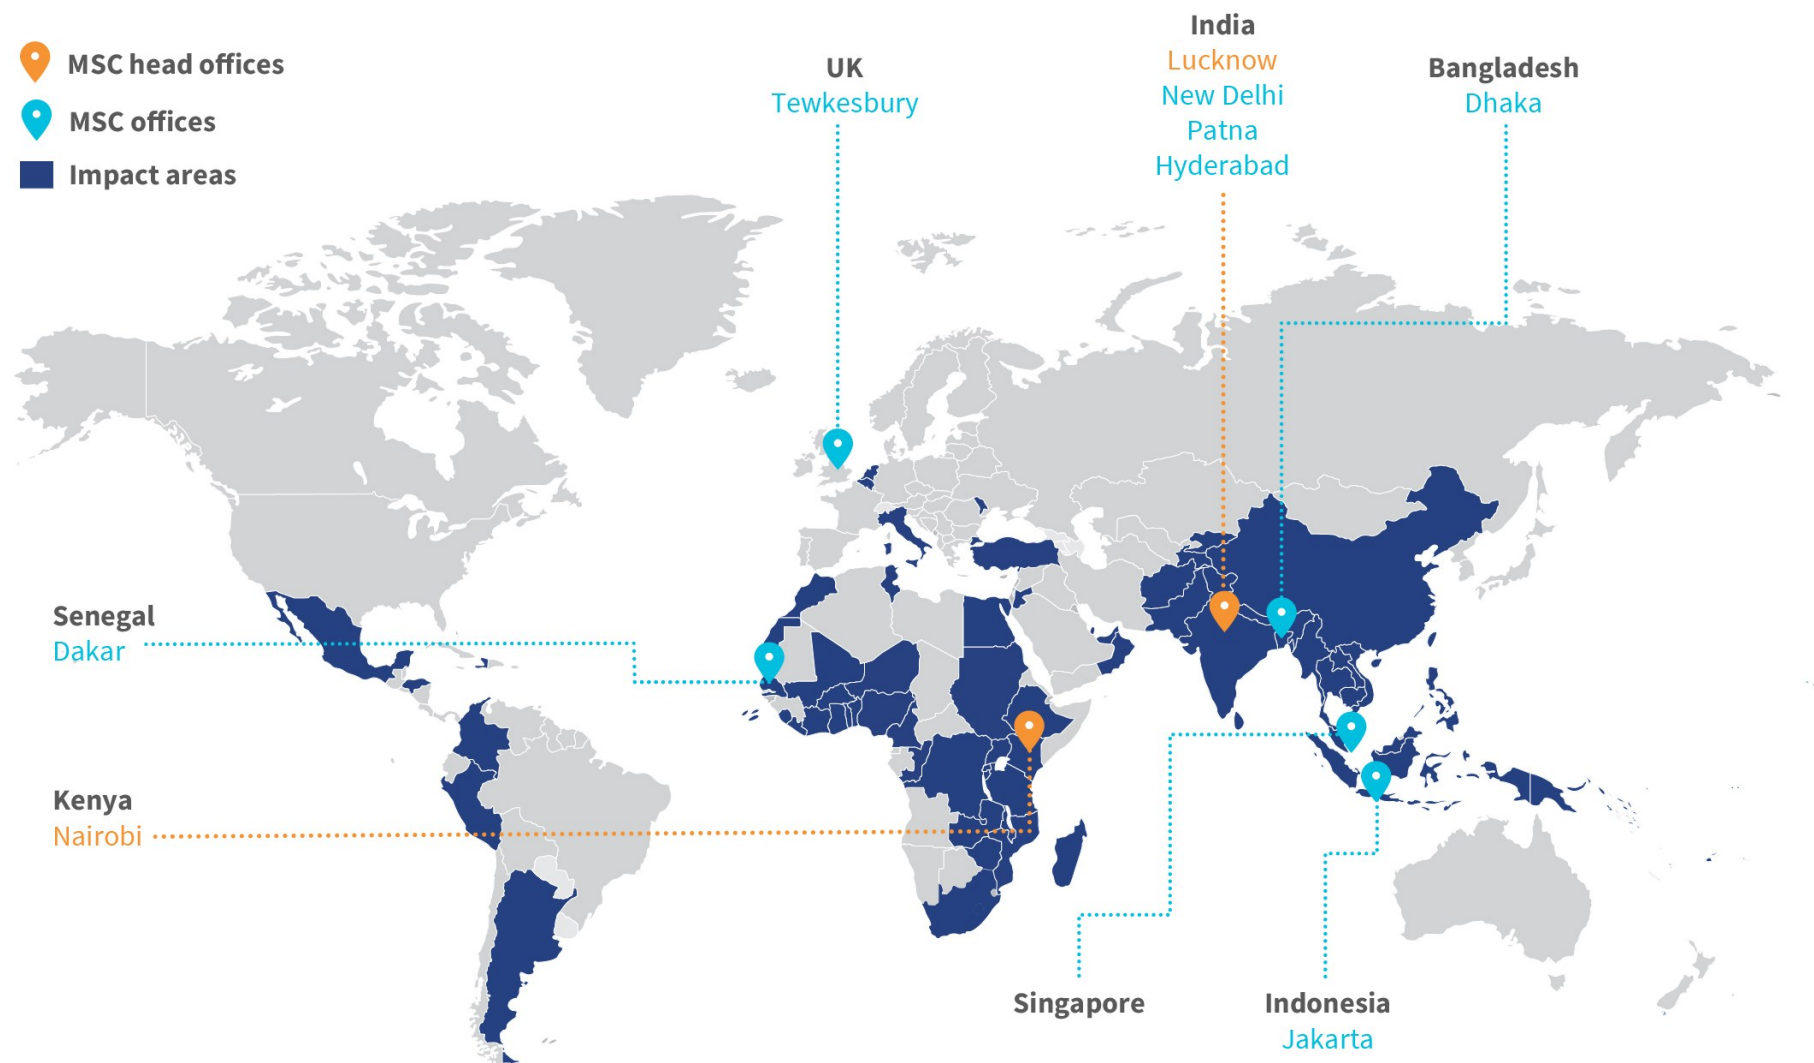 MSC head offices
MSC offices
Impact areas
UK
Tewkesbury
India
Lucknow
New Delhi
Patna
Hyderabad
Bangladesh
Dhaka
Senegal
Dakar
Kenya
Nairobi
Singapore
Indonesia
Jakarta